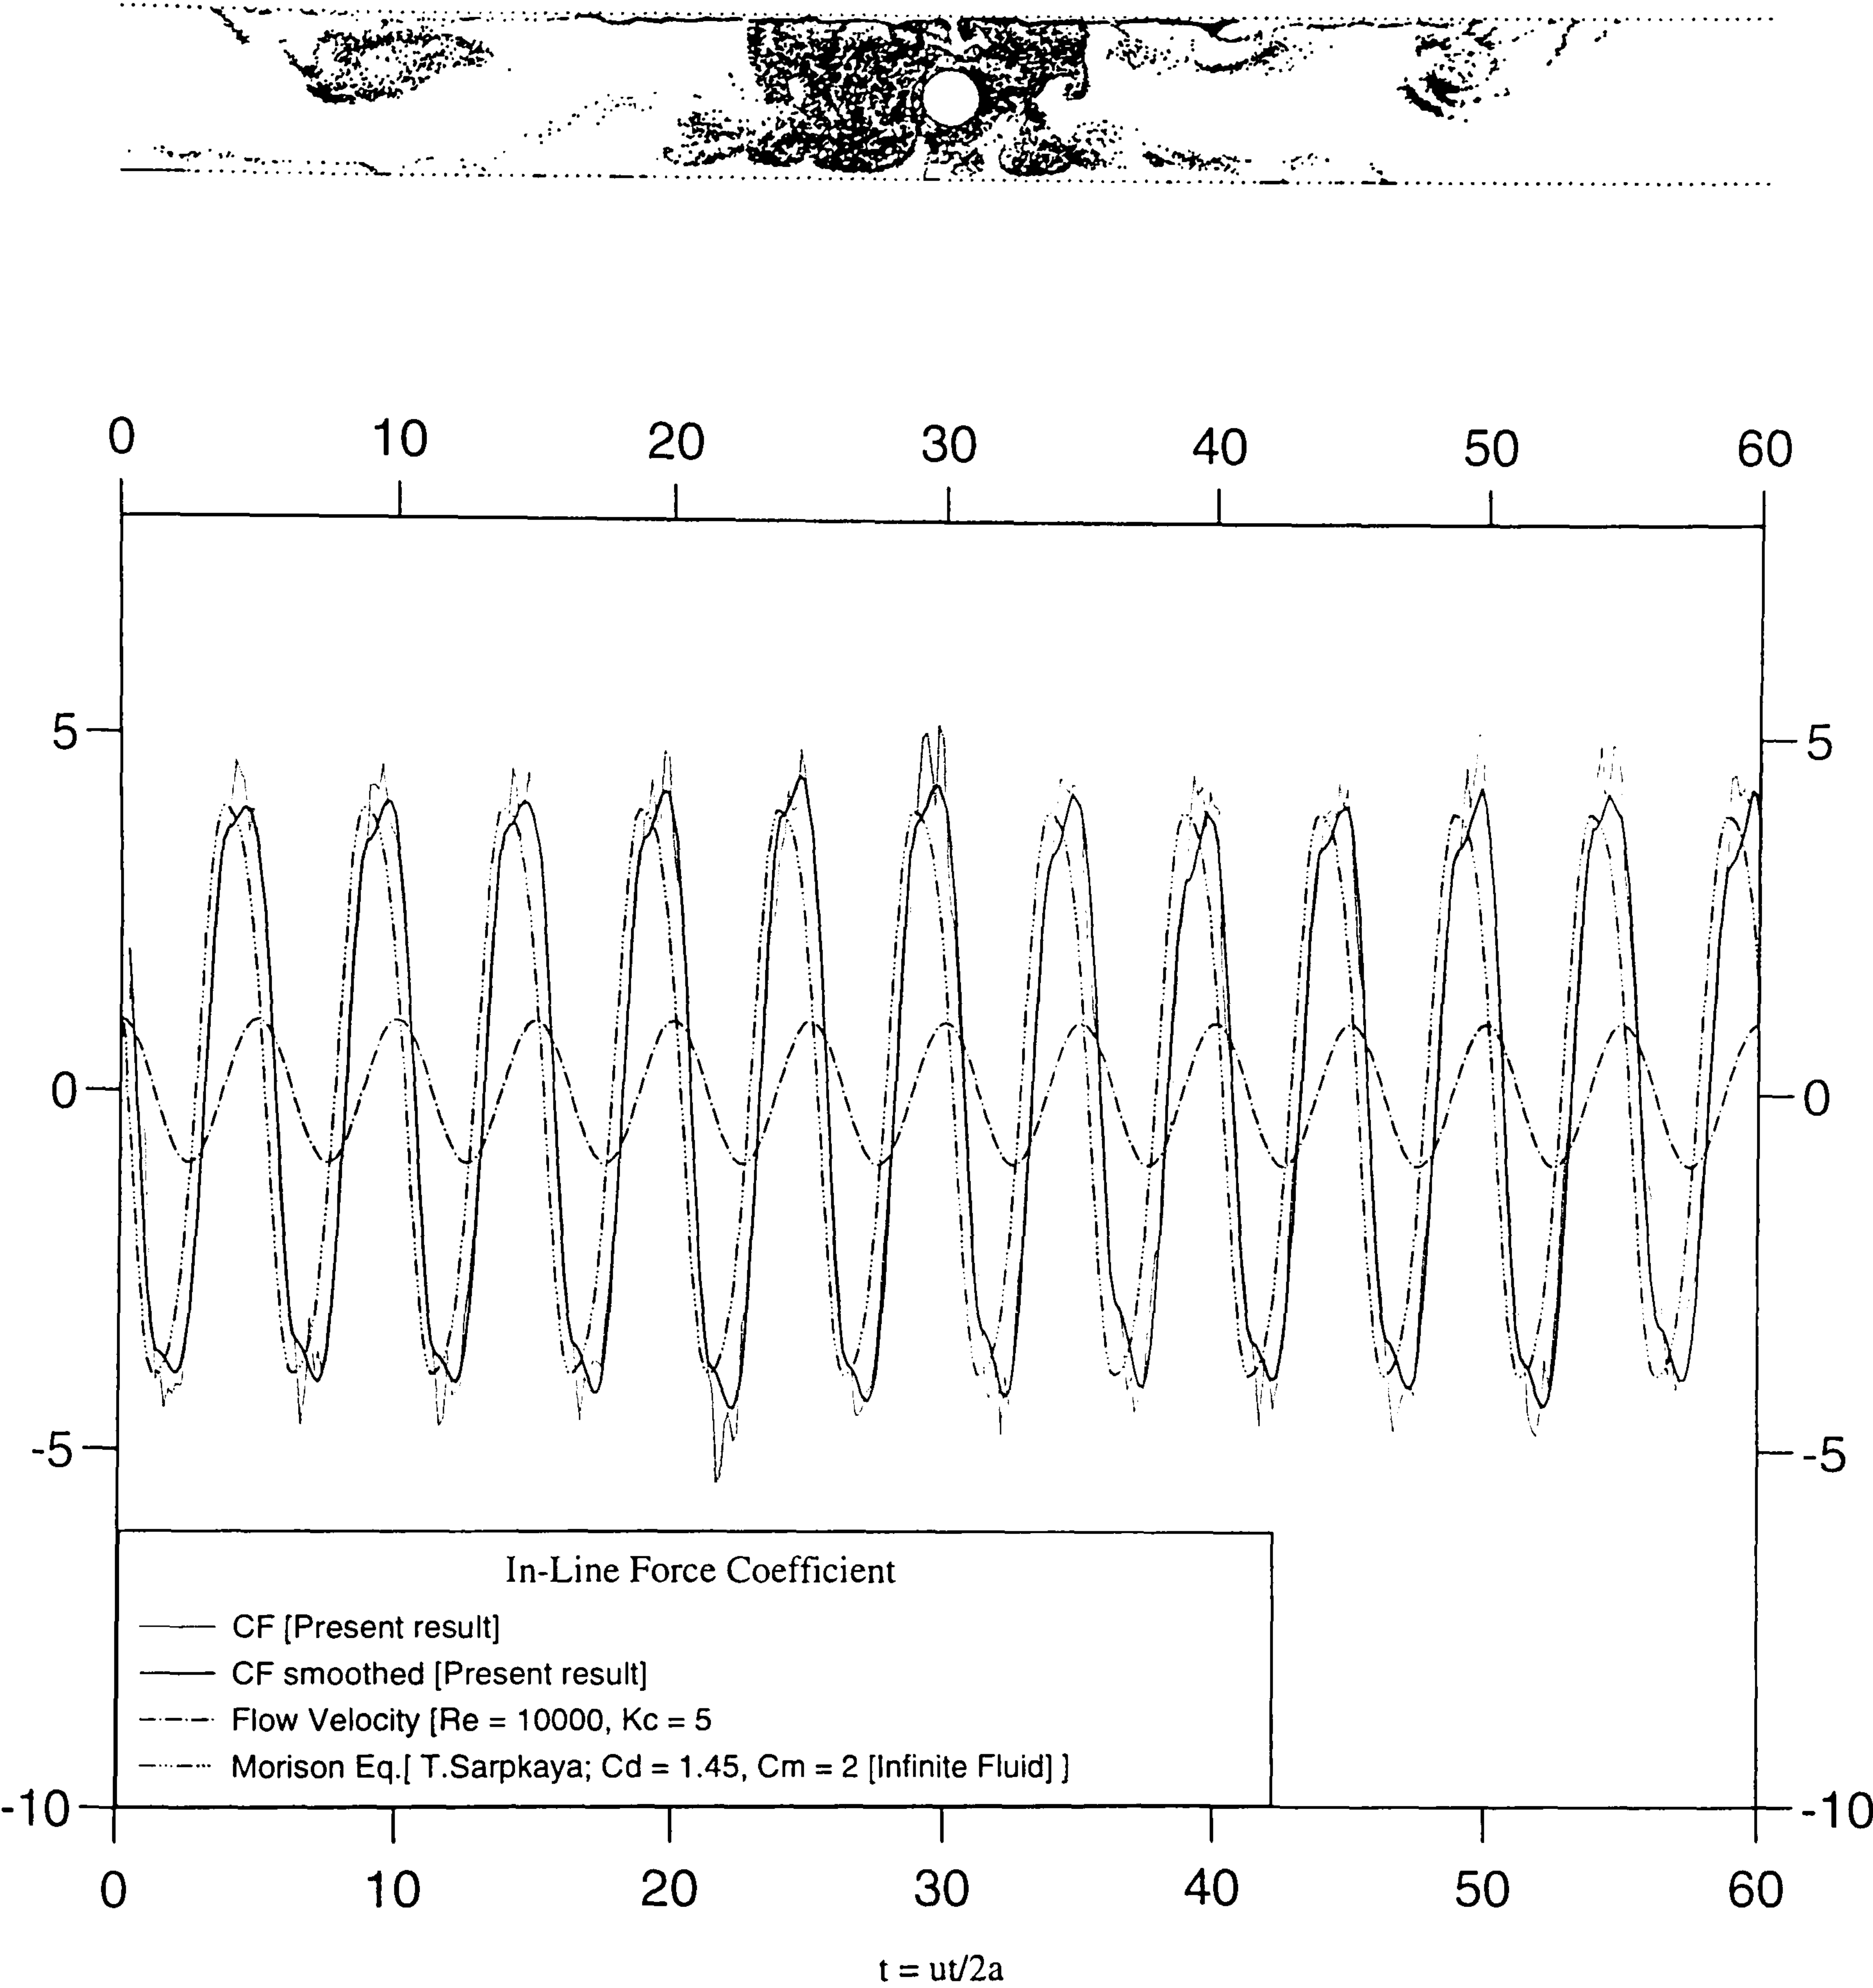 0 10 20 30 40 50 60
5 5
0 0
-5 -5
In-Line Force Coefficient
CF [Present result]
CF smoothed [Present result]
Flow Velocity [Re = 10000, Kc = 5
Morison Eq.[ T.Sarpkaya; Cd = 1.45, Cm = 2 [Infinite Fluid] ]
-10 -10
0 10 20 30 40 50 60
t = ut/2a